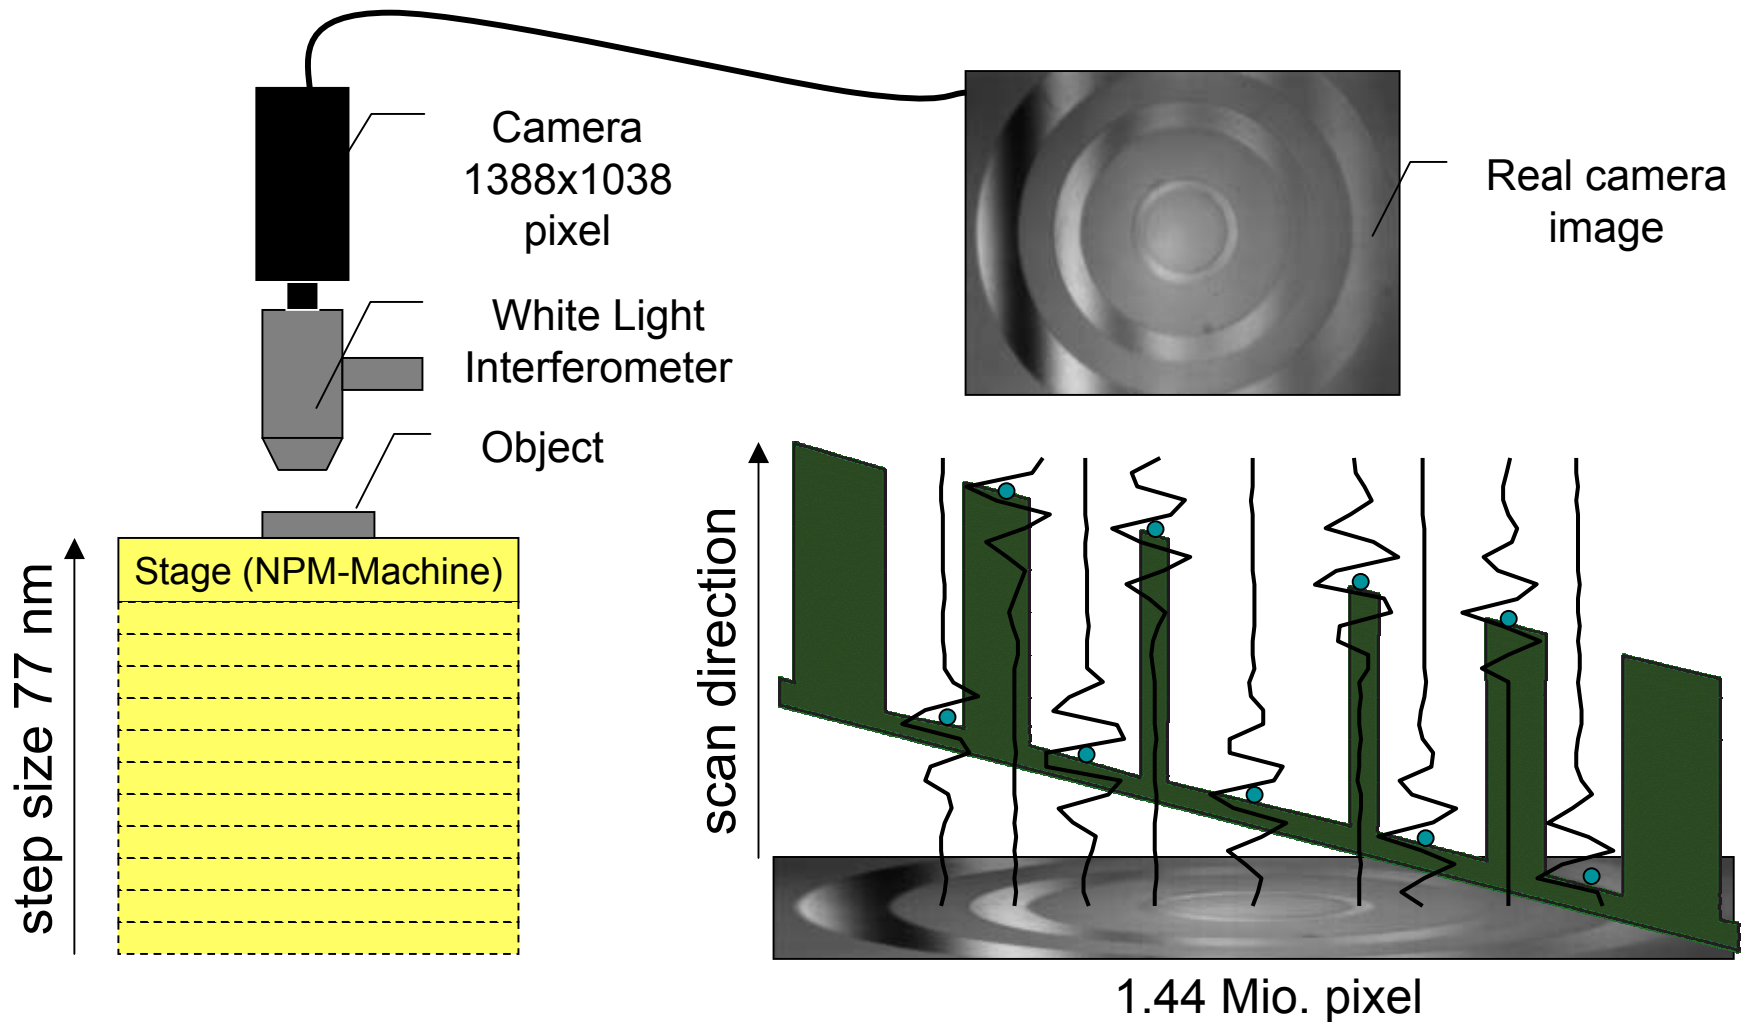 Camera
1388x1038
pixel
Real camera
image
White Light
Interferometer
Object
Stage (NPM-Machine)
step size 77 nm
scan direction
1.44 Mio. pixel